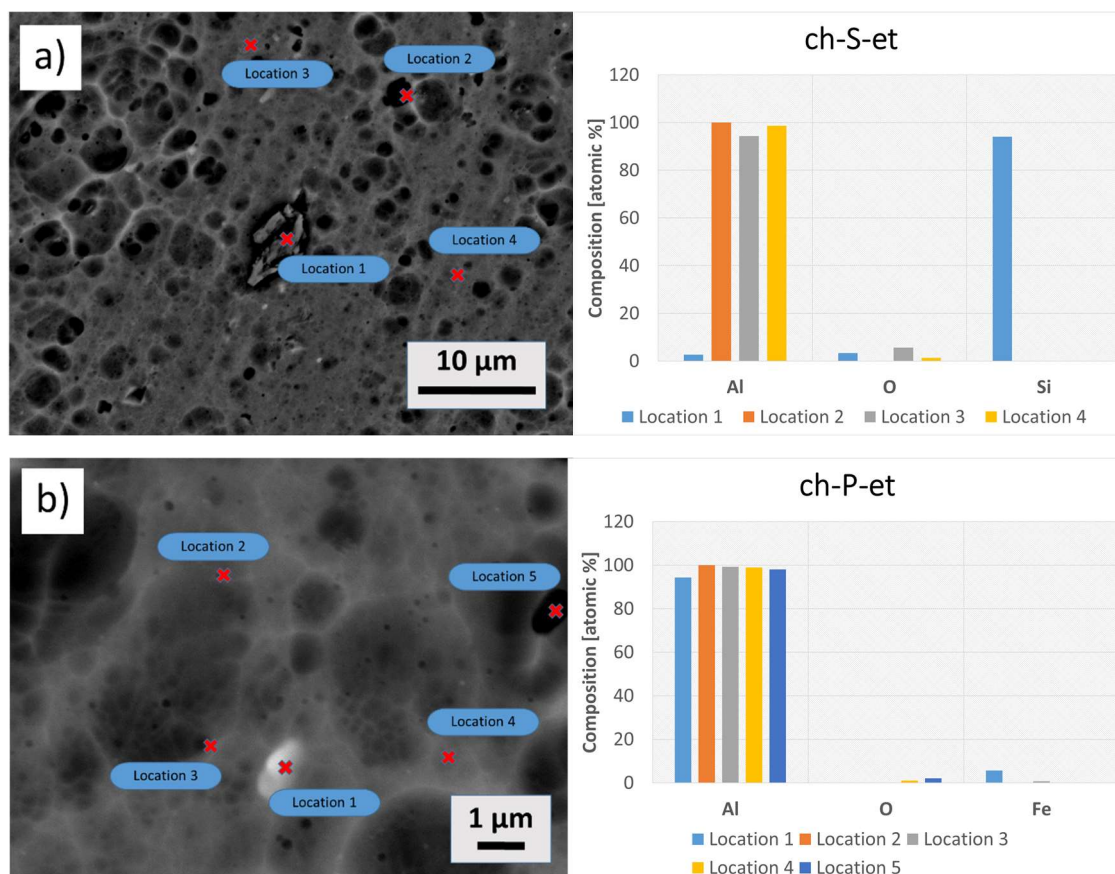 a)
Location 3
Location 2
Location 1
Location 4
10 µm
ch-S-et
Composition [atomic %]
120
100
80
60
40
20
0
Al O Si
Location 1 Location 2 Location 3 Location 4
b)
Location 2
Location 5
Location 4
Location 3
Location 1
1 µm
ch-P-et
Composition [atomic %]
120
100
80
60
40
20
0
Al O Fe
Location 1 Location 2 Location 3
Location 4 Location 5